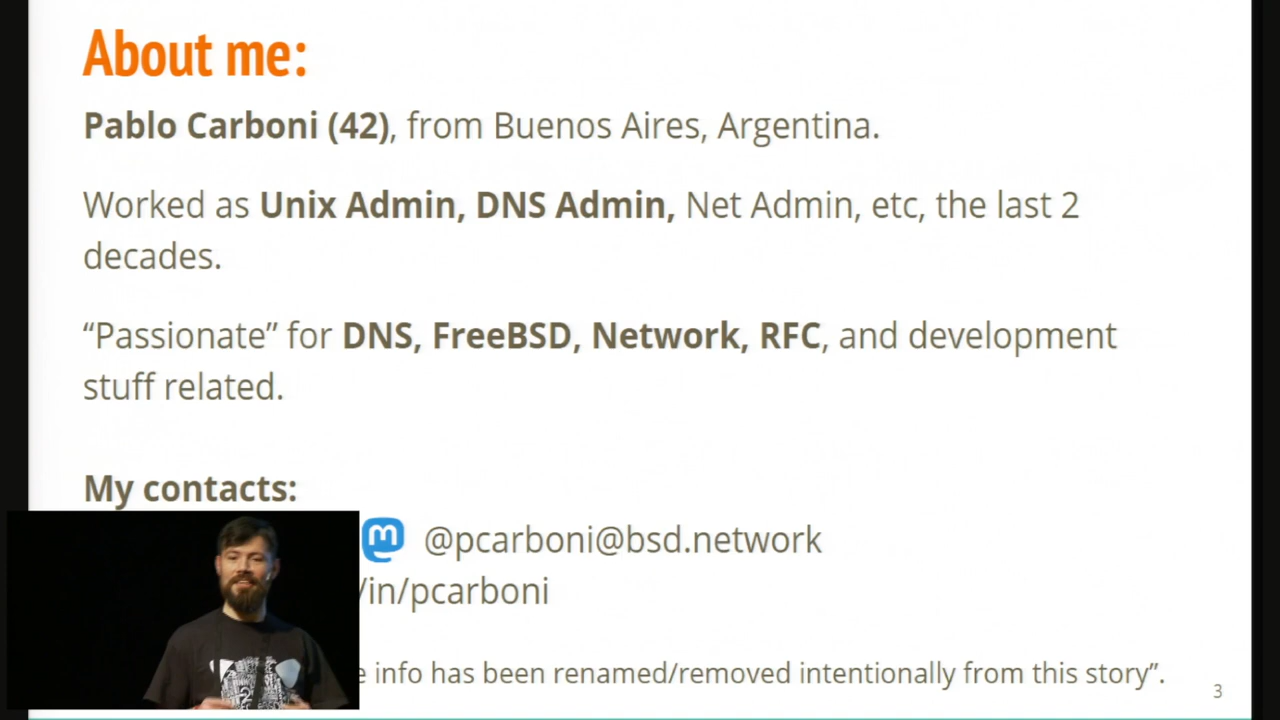 About me:
Pablo Carboni (42), from Buenos Aires, Argentina.
Worked as Unix Admin, DNS Admin, Net Admin, etc, the last 2
decades.
“Passionate” for DNS, FreeBSD, Network, RFC, and development
stuff related.
My contacts:
@pcarboni@bsd.network
/in/pcarboni
info has been renamed/removed intentionally from this story”.
3